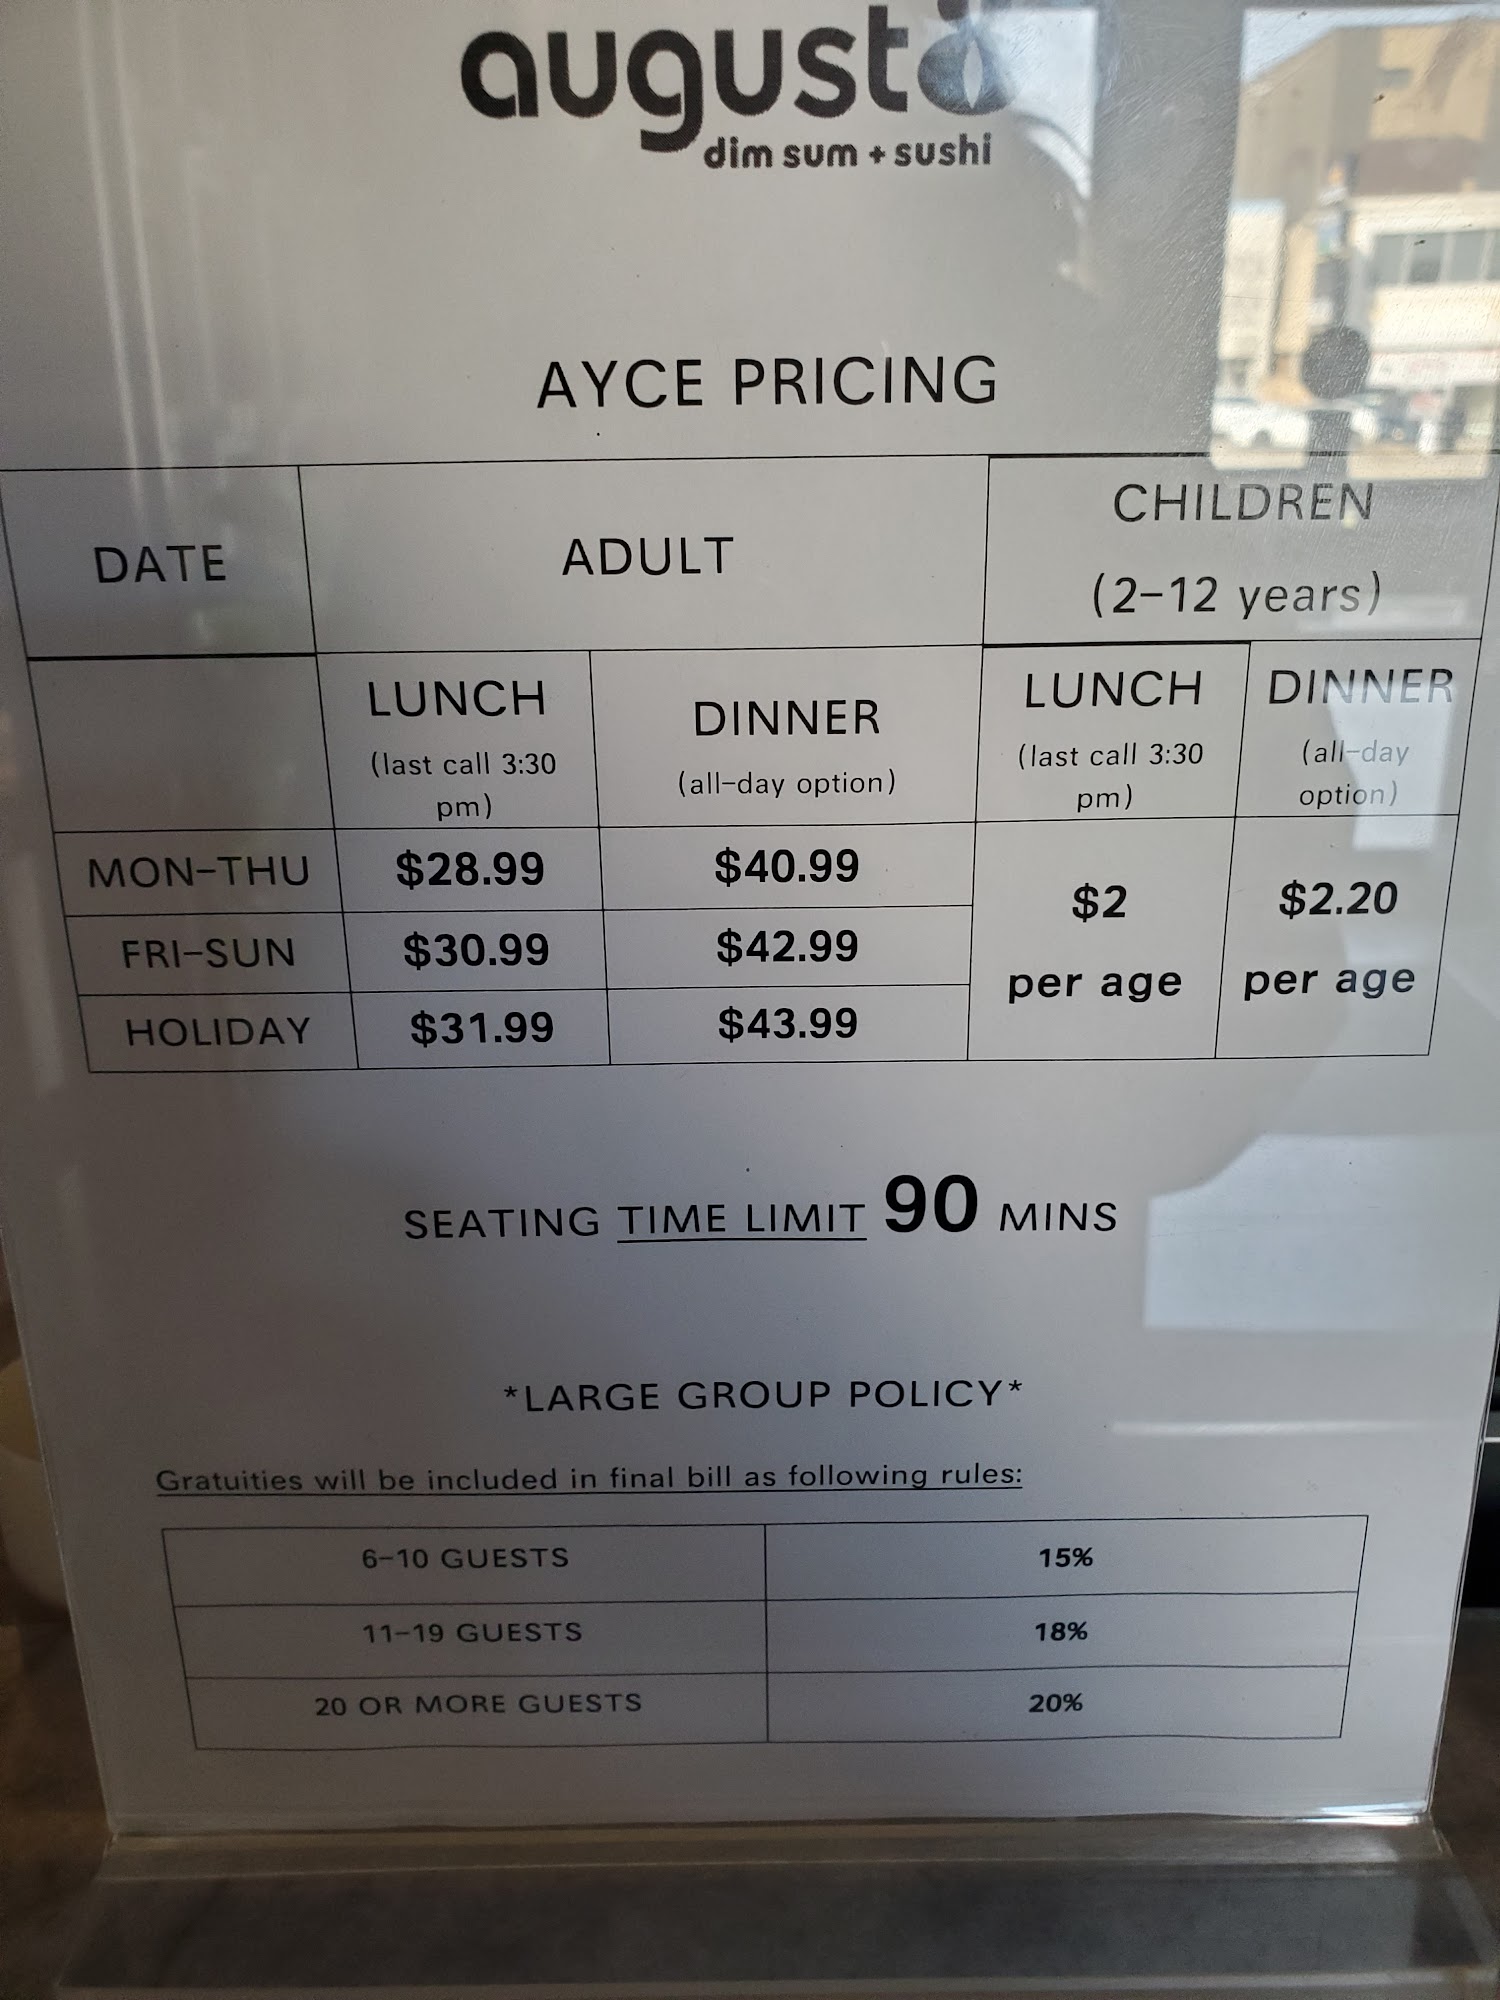 augusta
dim sum + sushi
AYCE PRICING
DATE ADULT CHILDREN
(2-12 years)
LUNCH DINNER LUNCH DINNER
(last call 3:30 pm) (all-day option) (last call 3:30 pm) (all-day option)
MON-THU $28.99 $40.99 $2 per age $2.20 per age
FRI-SUN $30.99 $42.99
HOLIDAY $31.99 $43.99
SEATING TIME LIMIT 90 MINS
*LARGE GROUP POLICY*
Gratuities will be included in final bill as following rules:
6-10 GUESTS 15%
11-19 GUESTS 18%
20 OR MORE GUESTS 20%